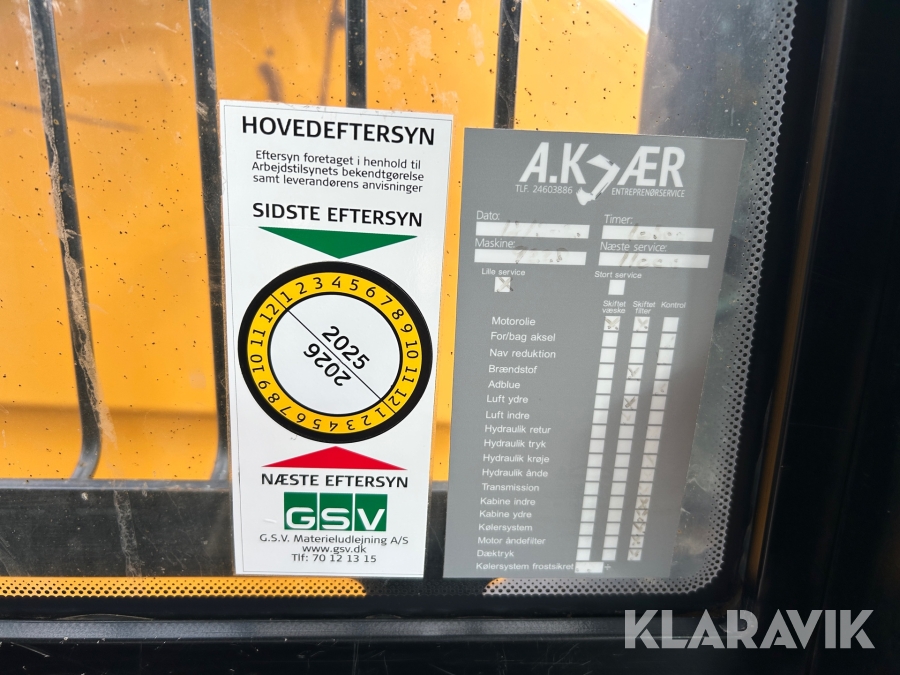 HOVEDEFTERSYN
Eftersyn foretaget i henhold til
Arbejdstilsynets bekendtgørelse
samt leverandørens anvisninger
SIDSTE EFTERSYN
1 2 3 4 5 6 7 8 9 10 11 12
2025
2026
1 2 3 4 5 6 7 8 9 10 11 12
NÆSTE EFTERSYN
GSV
G.S.V. Materieludlejning A/S
www.gsv.dk
Tlf: 70 12 13 15
A.KJÆR
TLF. 24603886 ENTREPRENØRSERVICE
Dato: Timer:
Maskine: Næste service:
Lille service Stort service
Skiftet væske Skiftet filter Kontrol
Motorolie
For/bag aksel
Nav reduktion
Brændstof
Adblue
Luft ydre
Luft indre
Hydraulik retur
Hydraulik tryk
Hydraulik krøje
Hydraulik ånde
Transmission
Kabine indre
Kabine ydre
Kølersystem
Motor åndefilter
Dæktryk
Kølersystem frostsikret ÷
KLARAVIK